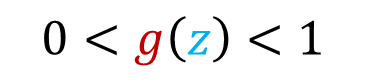 0 < g(z) < 1